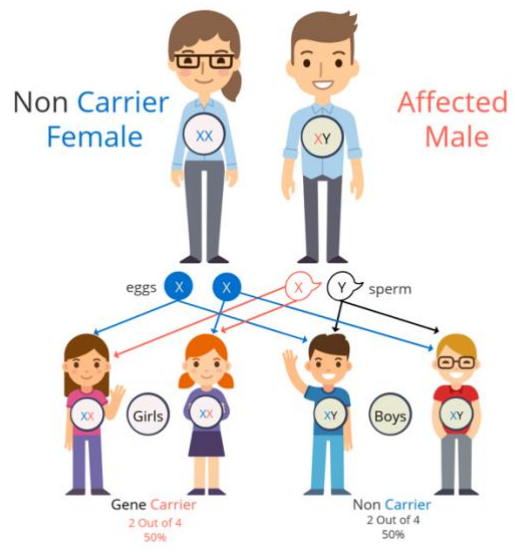 Non Carrier
Female
Affected
Male
XX
XY
eggs
X
X
X
Y
sperm
XX
Girls
XX
XY
Boys
XY
Gene Carrier
2 Out of 4
50%
Non Carrier
2 Out of 4
50%